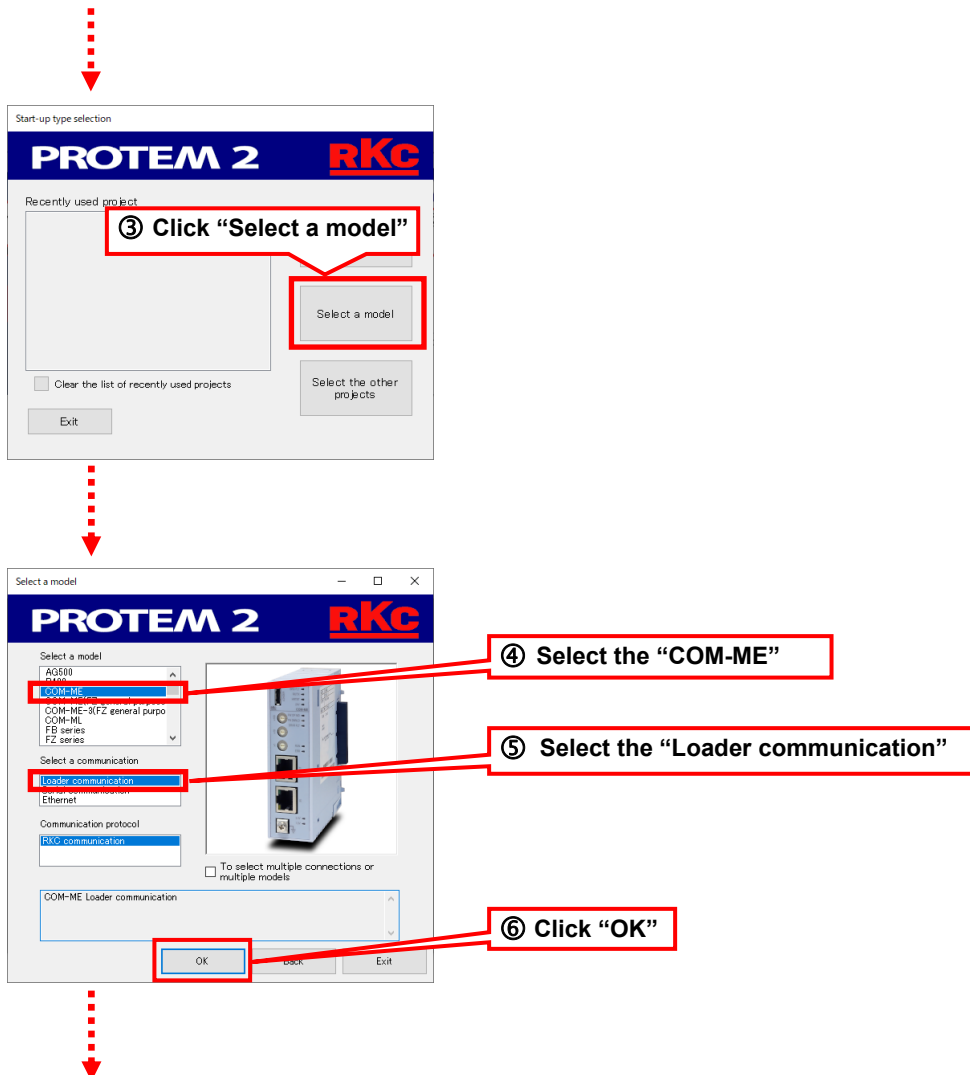 Start-up type selection
PROTEM 2 RKC
Recently used project
③ Click “Select a model”
Select a model
Clear the list of recently used projects
Select the other
projects
Exit
Select a model
PROTEM 2 RKC
Select a model
AG500
COM-ME
COM-ME-3(FZ general purpo
COM-ML
FB series
FZ series
④ Select the “COM-ME”
Select a communication
Loader communication
Serial communication
Ethernet
⑤ Select the “Loader communication”
Communication protocol
RKC communication
To select multiple connections or
multiple models
COM-ME Loader communication
⑥ Click “OK”
OK Back Exit